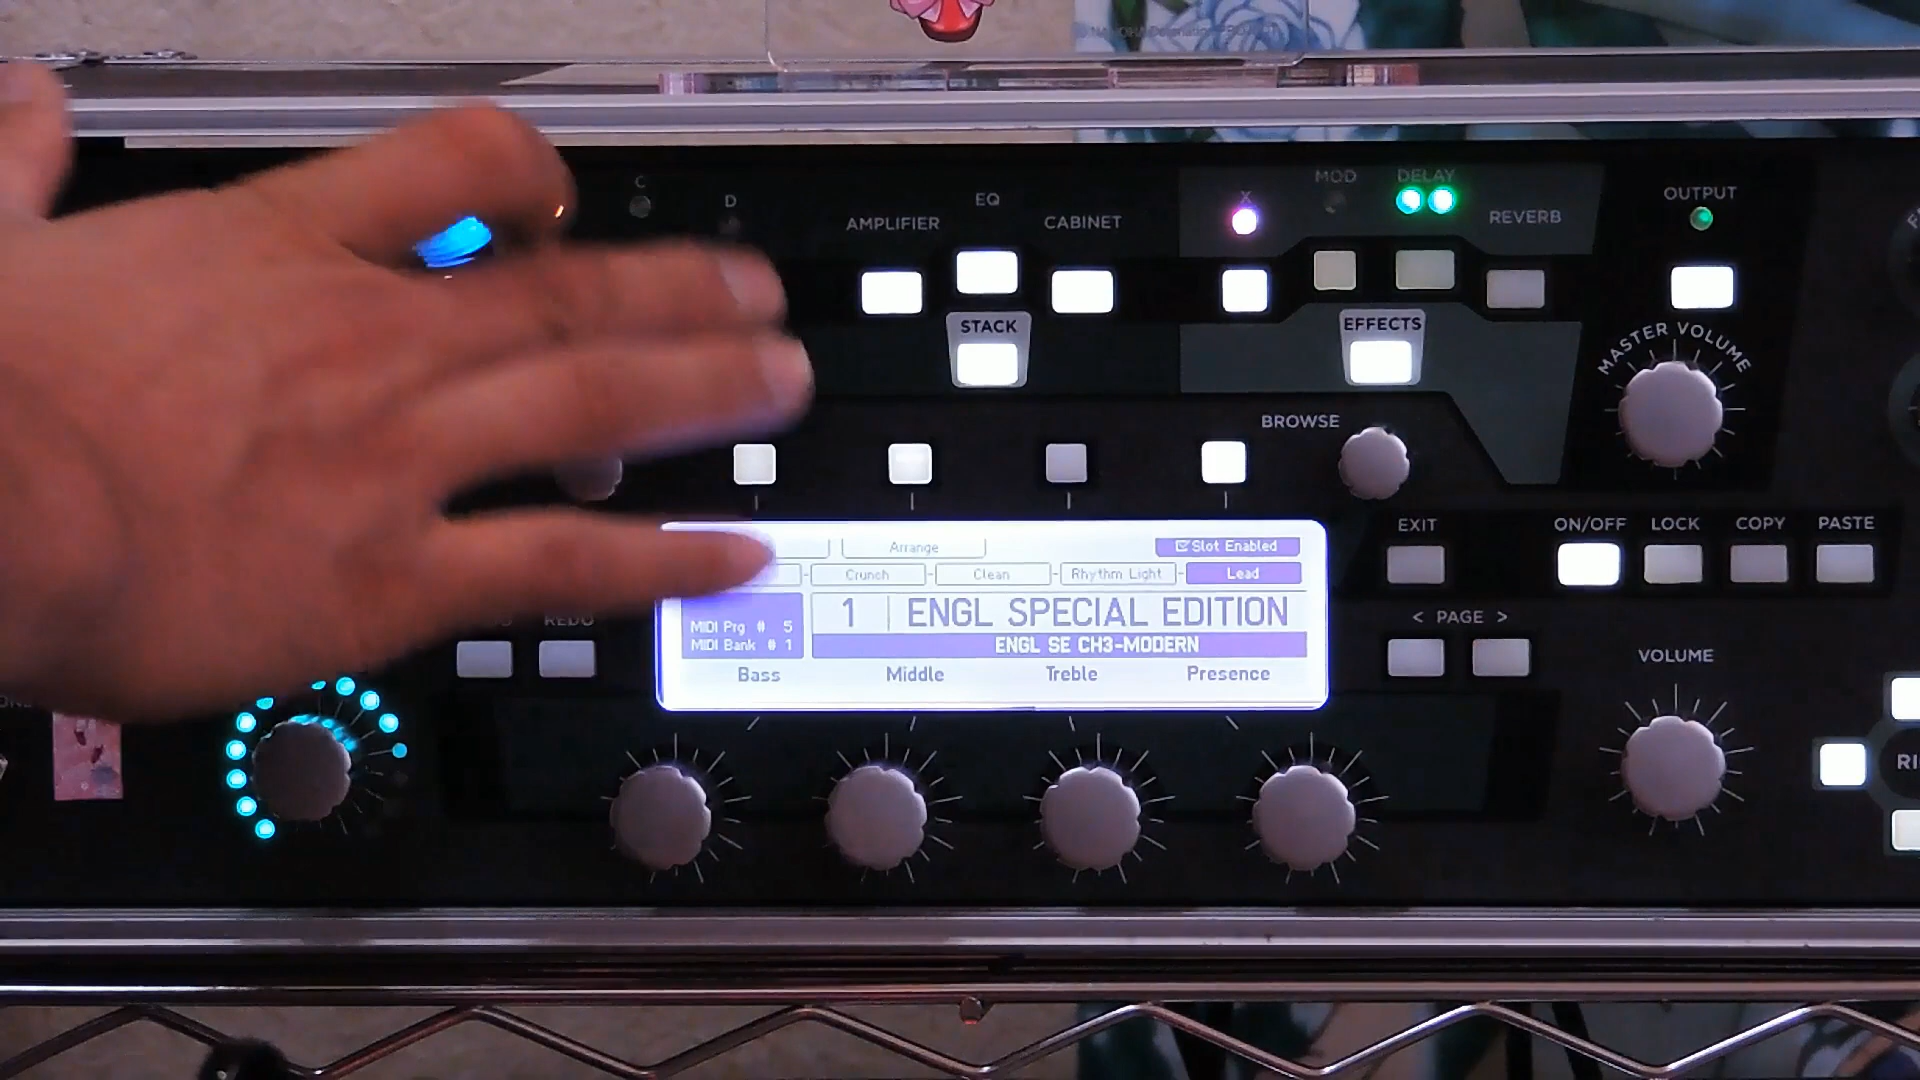 C
D
AMPLIFIER
EQ
CABINET
STACK
X
MOD
DELAY
REVERB
EFFECTS
OUTPUT
MASTER VOLUME
BROWSE
EXIT
ON/OFF
LOCK
COPY
PASTE
< PAGE >
VOLUME
REDO
Arrange
Slot Enabled
Crunch
Clean
Rhythm Light
Lead
1
ENGL SPECIAL EDITION
MIDI Prg # 5
MIDI Bank # 1
ENGL SE CH3-MODERN
Bass
Middle
Treble
Presence